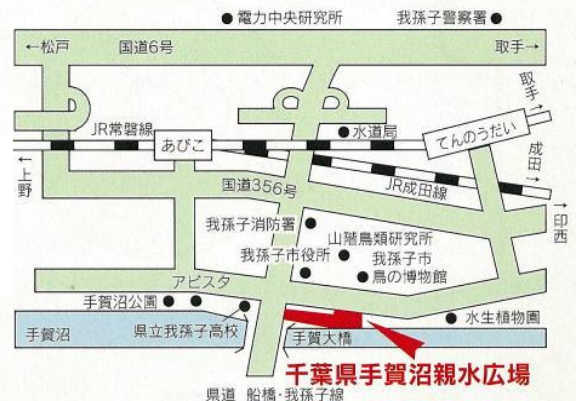 電力中央研究所
我孫子警察署
←松戸
国道6号
取手→
取手→
JR常磐線
あびこ
水道局
てんのうだい
成田→
←上野
国道356号
JR成田線
→印西
我孫子消防署
山階鳥類研究所
我孫子市役所
我孫子市
鳥の博物館
アビスタ
手賀沼公園
県立我孫子高校
水生植物園
手賀沼
手賀大橋
千葉県手賀沼親水広場
県道 船橋・我孫子線